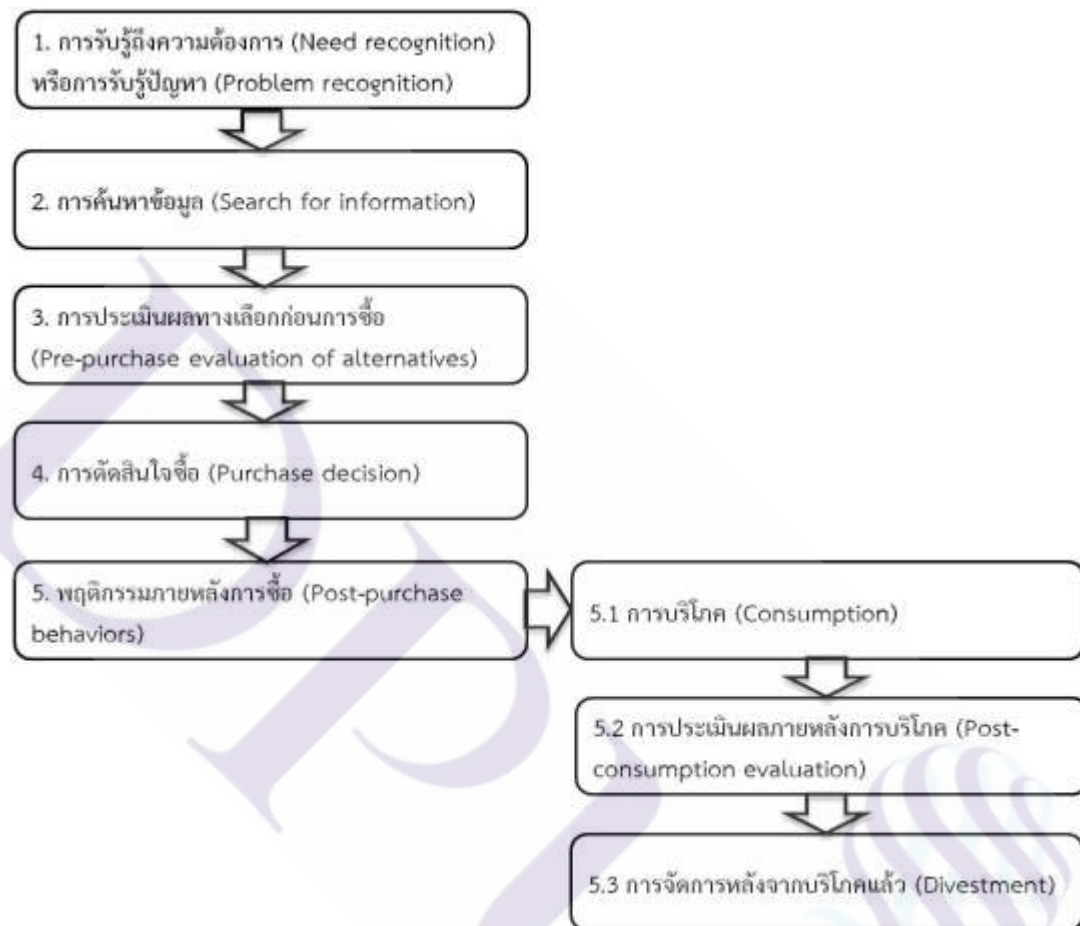 1. การรับรู้ถึงความต้องการ (Need recognition)
หรือการรับรู้ปัญหา (Problem recognition)
2. การค้นหาข้อมูล (Search for information)
3. การประเมินผลทางเลือกก่อนการซื้อ
(Pre-purchase evaluation of alternatives)
4. การตัดสินใจซื้อ (Purchase decision)
5. พฤติกรรมภายหลังการซื้อ (Post-purchase
behaviors)
5.1 การบริโภค (Consumption)
5.2 การประเมินผลภายหลังการบริโภค (Post-
consumption evaluation)
5.3 การจัดการหลังจากบริโภคแล้ว (Divestment)